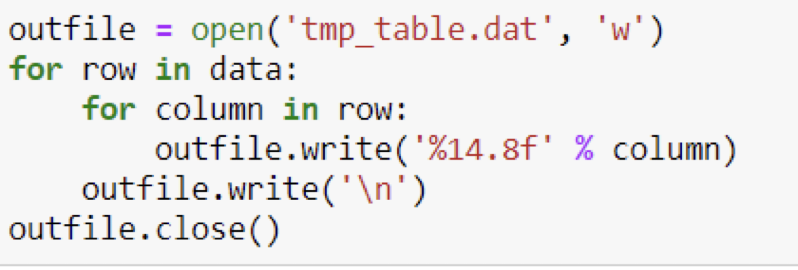 outfile = open('tmp_table.dat', 'w')
for row in data:
    for column in row:
        outfile.write('%14.8f' % column)
    outfile.write('\n')
outfile.close()